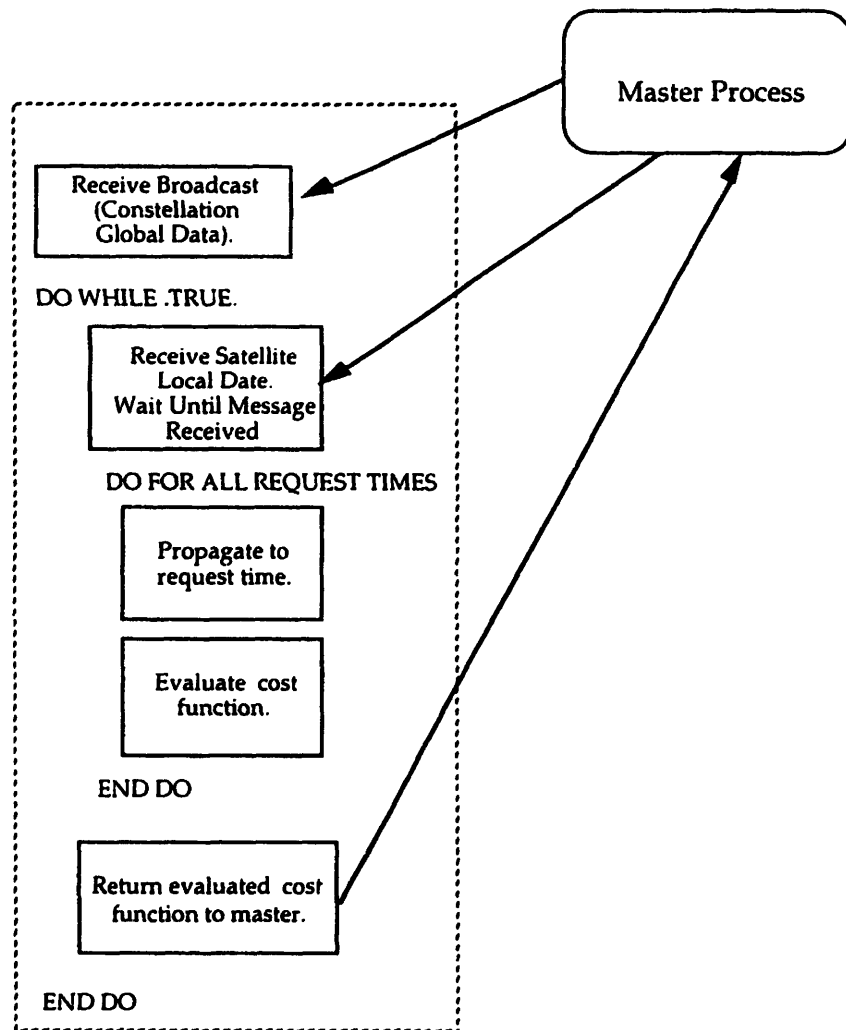 Master Process
Receive Broadcast
(Constellation
Global Data).
DO WHILE .TRUE.
Receive Satellite
Local Date.
Wait Until Message
Received
DO FOR ALL REQUEST TIMES
Propagate to
request time.
Evaluate cost
function.
END DO
Return evaluated cost
function to master.
END DO